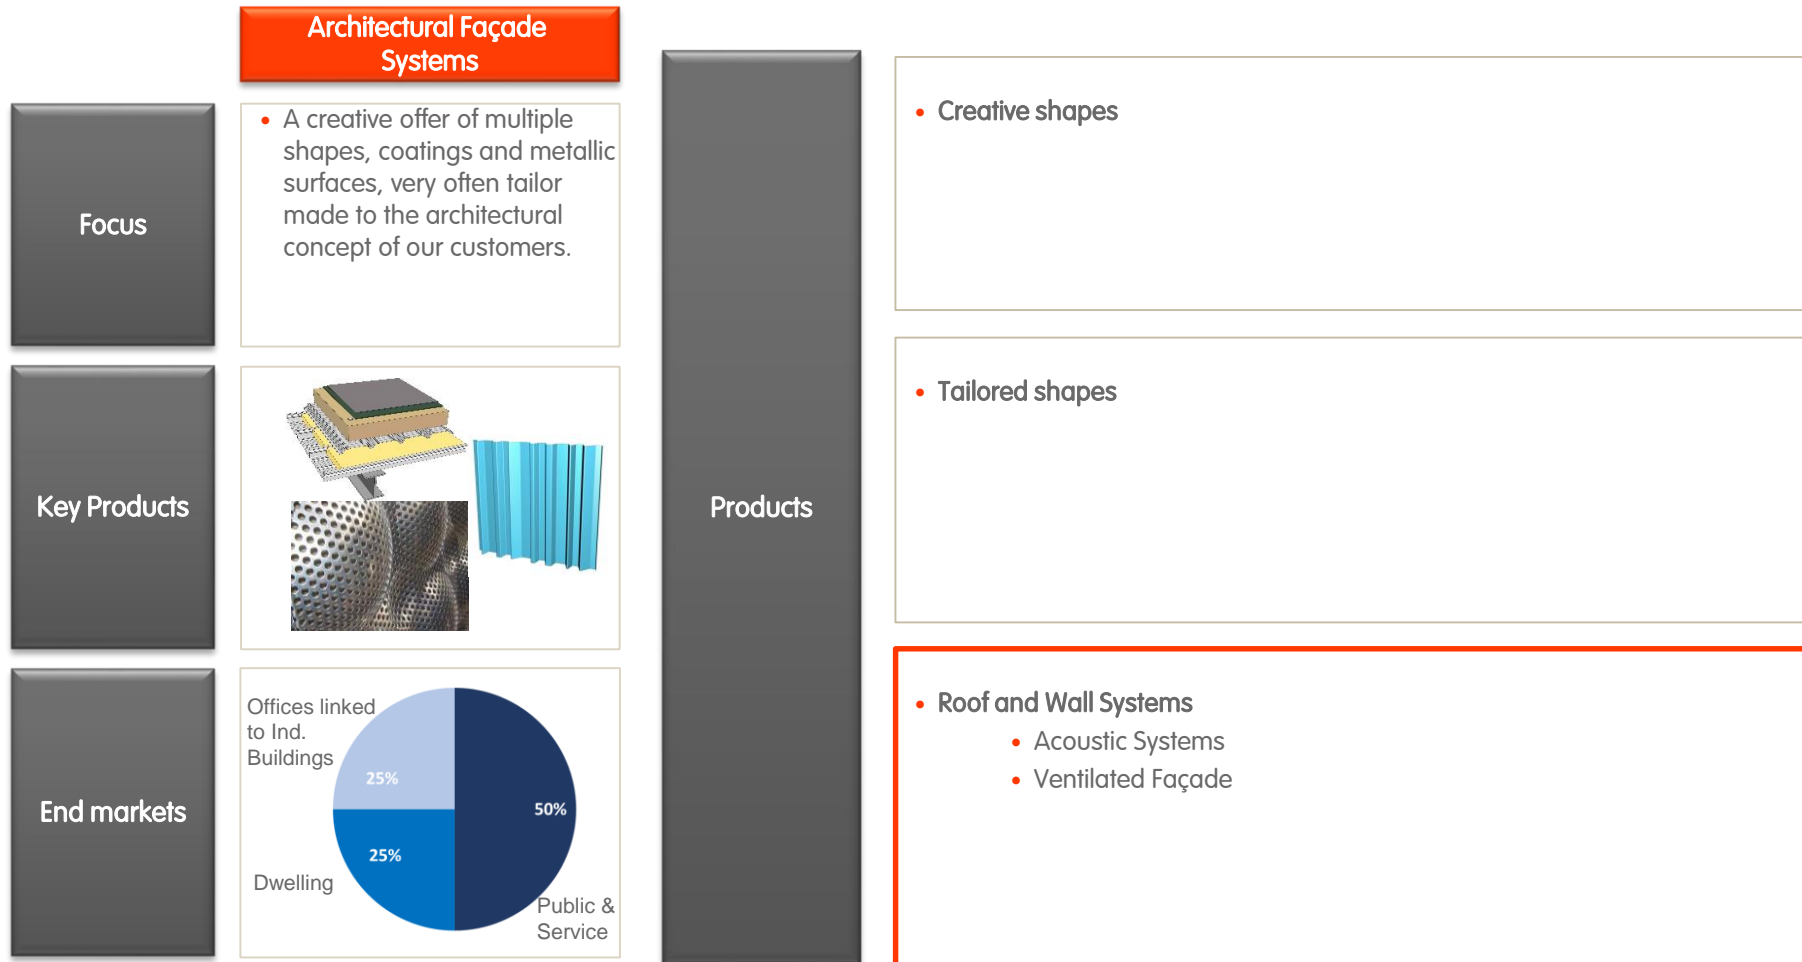 Architectural Façade
Systems
Focus
• A creative offer of multiple
shapes, coatings and metallic
surfaces, very often tailor
made to the architectural
concept of our customers.
Key Products
End markets
Offices linked
to Ind.
Buildings
25%
50%
25%
Dwelling
Public &
Service
Products
• Creative shapes
• Tailored shapes
• Roof and Wall Systems
• Acoustic Systems
• Ventilated Façade